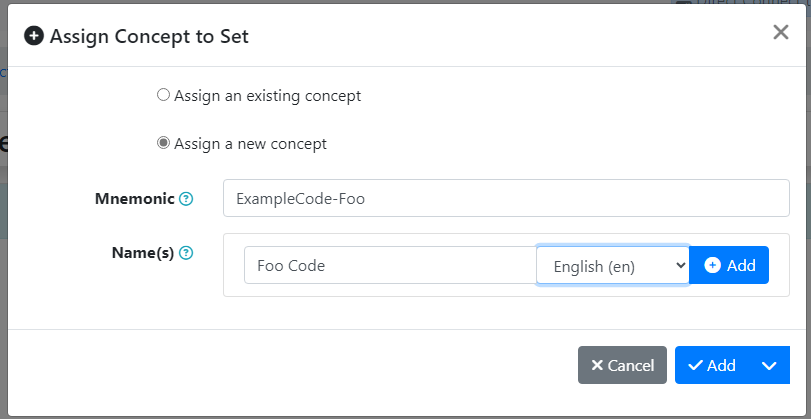 Assign Concept to Set
Assign an existing concept
Assign a new concept
Mnemonic
ExampleCode-Foo
Name(s)
Foo Code
English (en)
Add
Cancel
Add